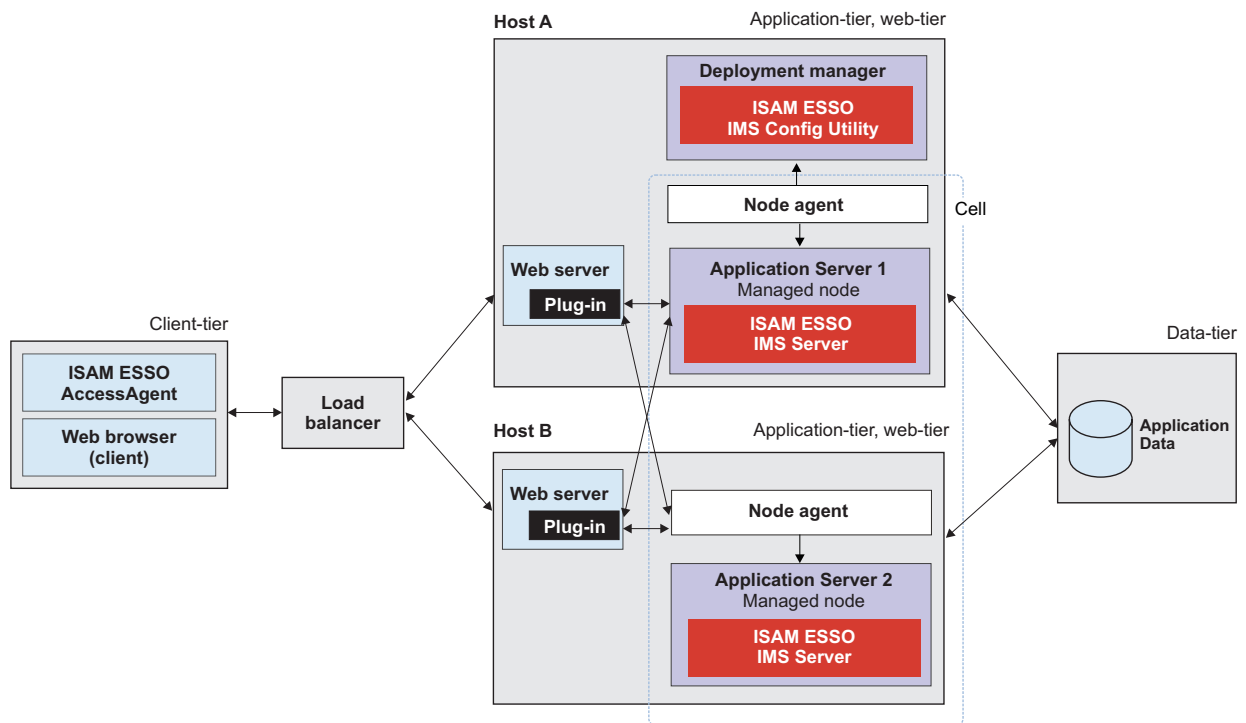 Host A
Application-tier, web-tier
Deployment manager
ISAM ESSO
IMS Config Utility
Node agent
Cell
Web server
Plug-in
Application Server 1
Managed node
ISAM ESSO
IMS Server
Client-tier
ISAM ESSO
AccessAgent
Web browser
(client)
Load
balancer
Data-tier
Application
Data
Host B
Application-tier, web-tier
Web server
Plug-in
Node agent
Application Server 2
Managed node
ISAM ESSO
IMS Server